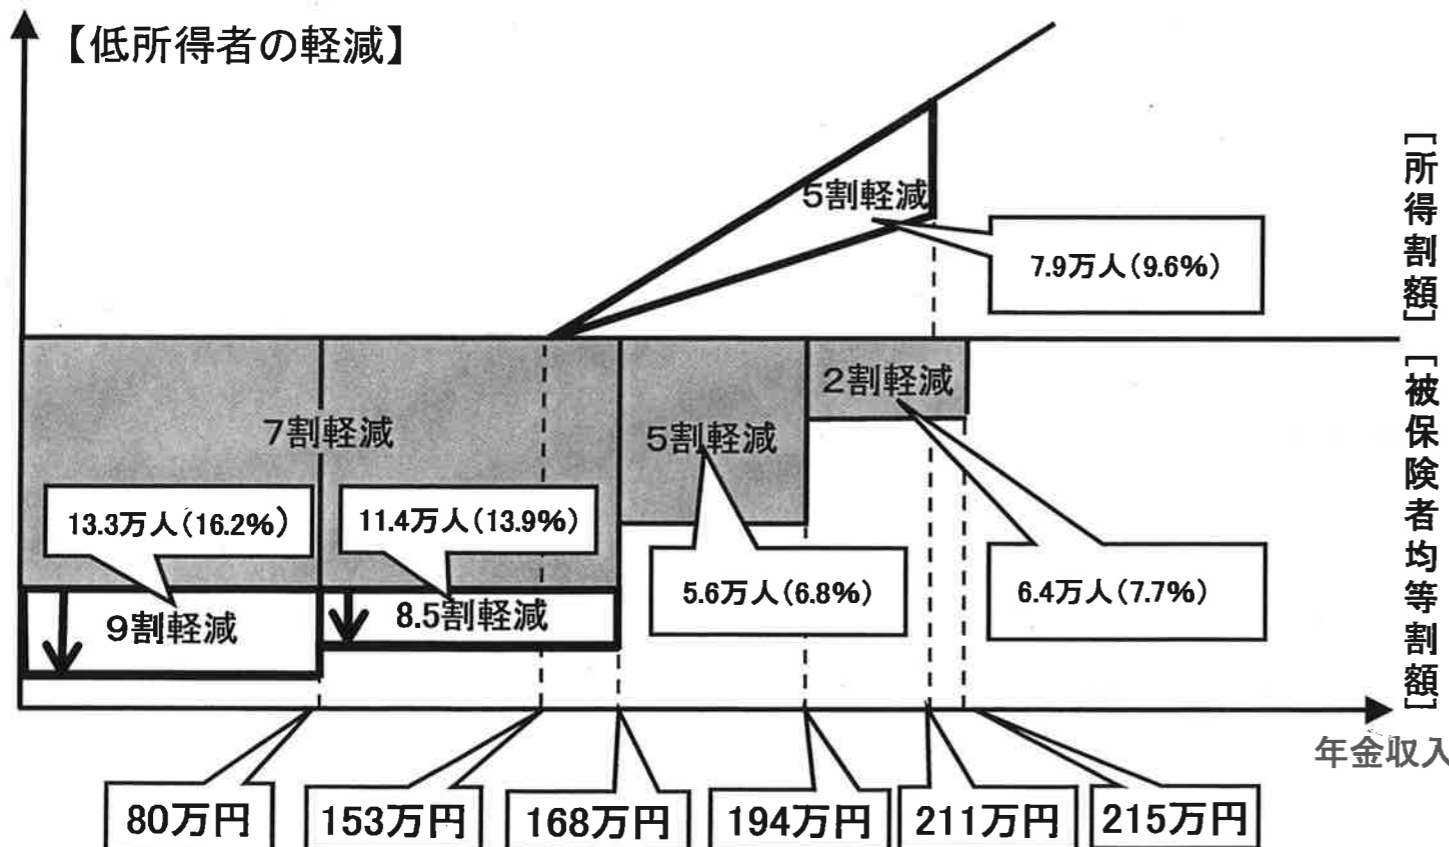 【低所得者の軽減】
5割軽減
7.9万人(9.6%)
[所得割額]
7割軽減
5割軽減
2割軽減
[被保険者均等割額]
13.3万人(16.2%)
11.4万人(13.9%)
5.6万人(6.8%)
6.4万人(7.7%)
9割軽減
8.5割軽減
年金収入
80万円
153万円
168万円
194万円
211万円
215万円